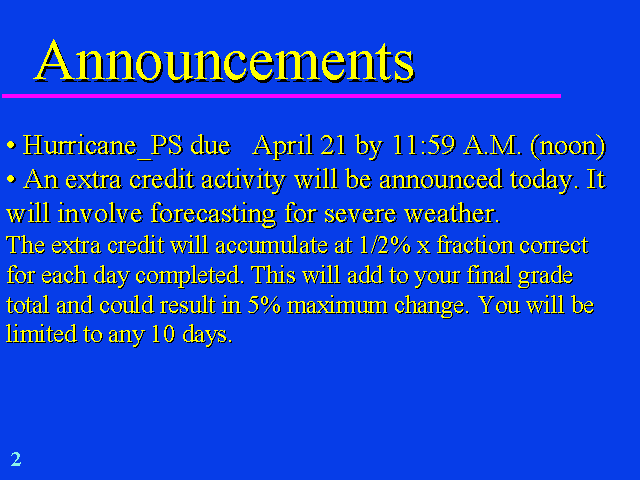 Announcements
• Hurricane_PS due April 21 by 11:59 A.M. (noon)
• An extra credit activity will be announced today. It
will involve forecasting for severe weather.
The extra credit will accumulate at 1/2% x fraction correct
for each day completed. This will add to your final grade
total and could result in 5% maximum change. You will be
limited to any 10 days.
2